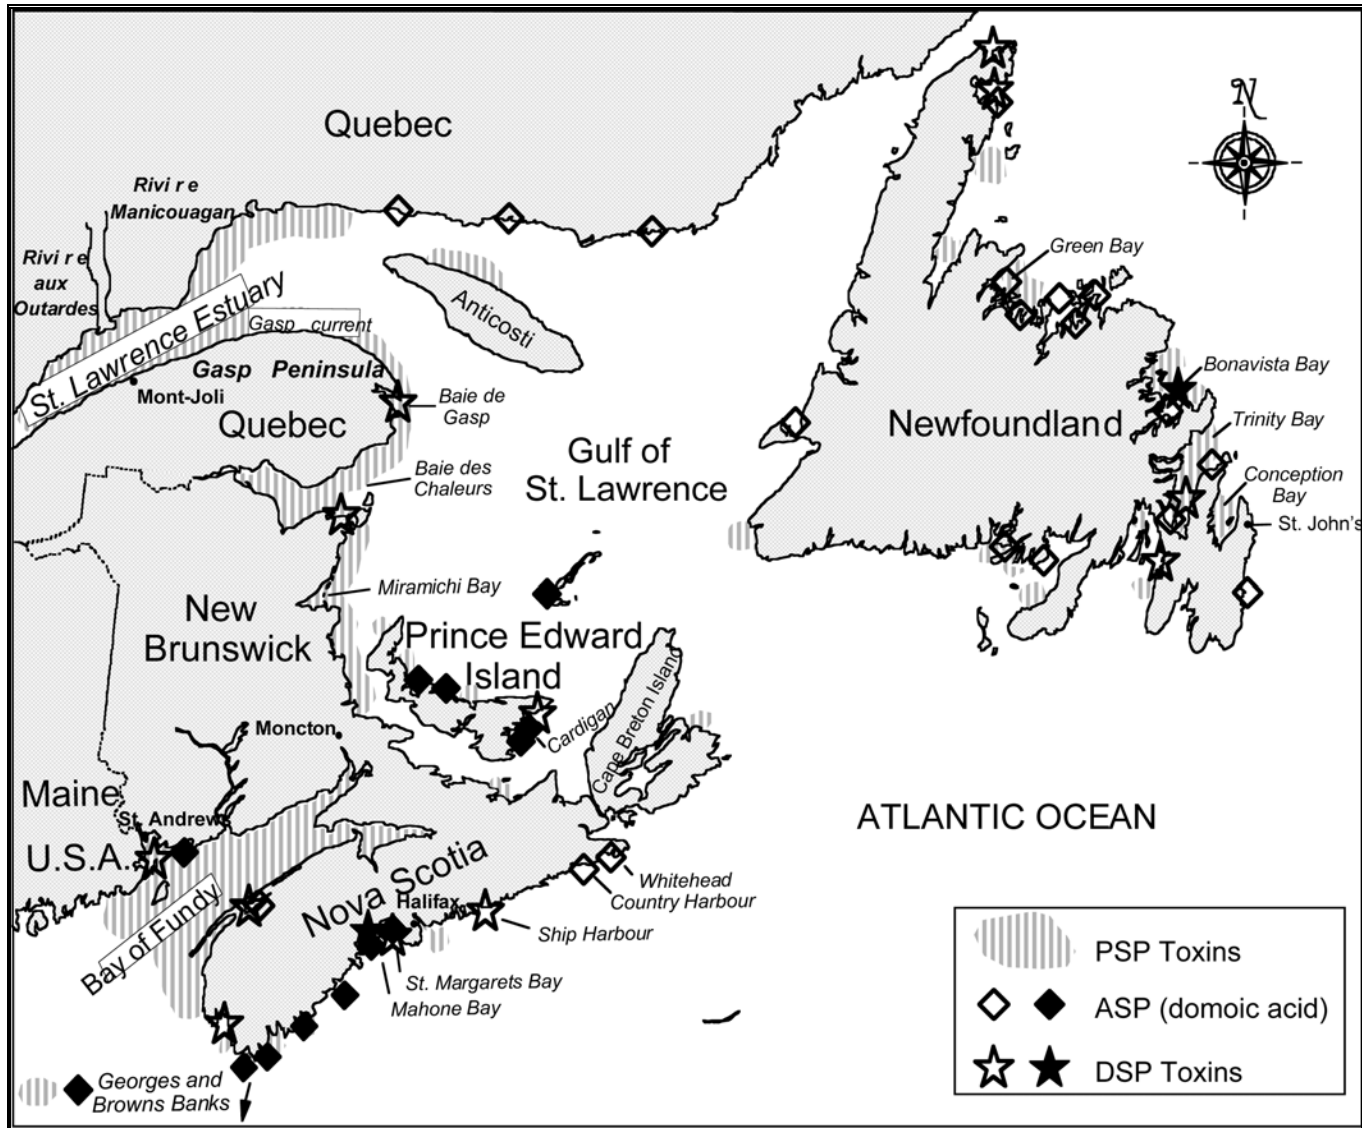 N
Quebec
Rivi r e
Manicouagan
Rivi r e
aux
Outardes
St. Lawrence Estuary
Gasp current
Anticosti
Green Bay
Gasp Peninsula
Mont-Joli
Quebec
Baie de
Gasp
Bonavista Bay
Newfoundland
Trinity Bay
Gulf of
St. Lawrence
Baie des
Chaleurs
Conception
Bay
St. John's
Miramichi Bay
New
Brunswick
Prince Edward
Island
Cape Breton Island
Cardigan
Moncton
Maine
St. Andrews
U.S.A.
ATLANTIC OCEAN
Nova Scotia
Halifax
Whitehead
Country Harbour
Bay of Fundy
Ship Harbour
St. Margarets Bay
Mahone Bay
Georges and
Browns Banks
PSP Toxins
ASP (domoic acid)
DSP Toxins